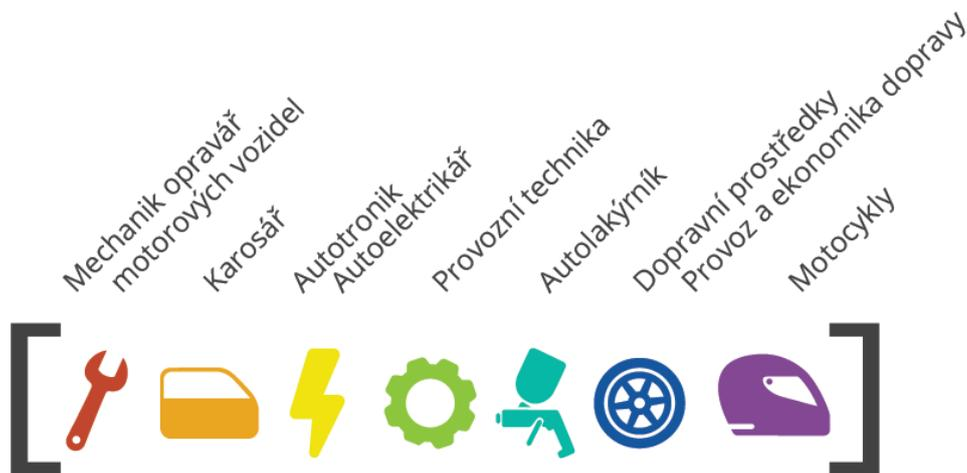 Mechanik opravář
motorových vozidel
Karosář
Autotronik
Autoelektrikář
Provozní technika
Autolakýrník
Dopravní prostředky
Provoz a ekonomika dopravy
Motocykly